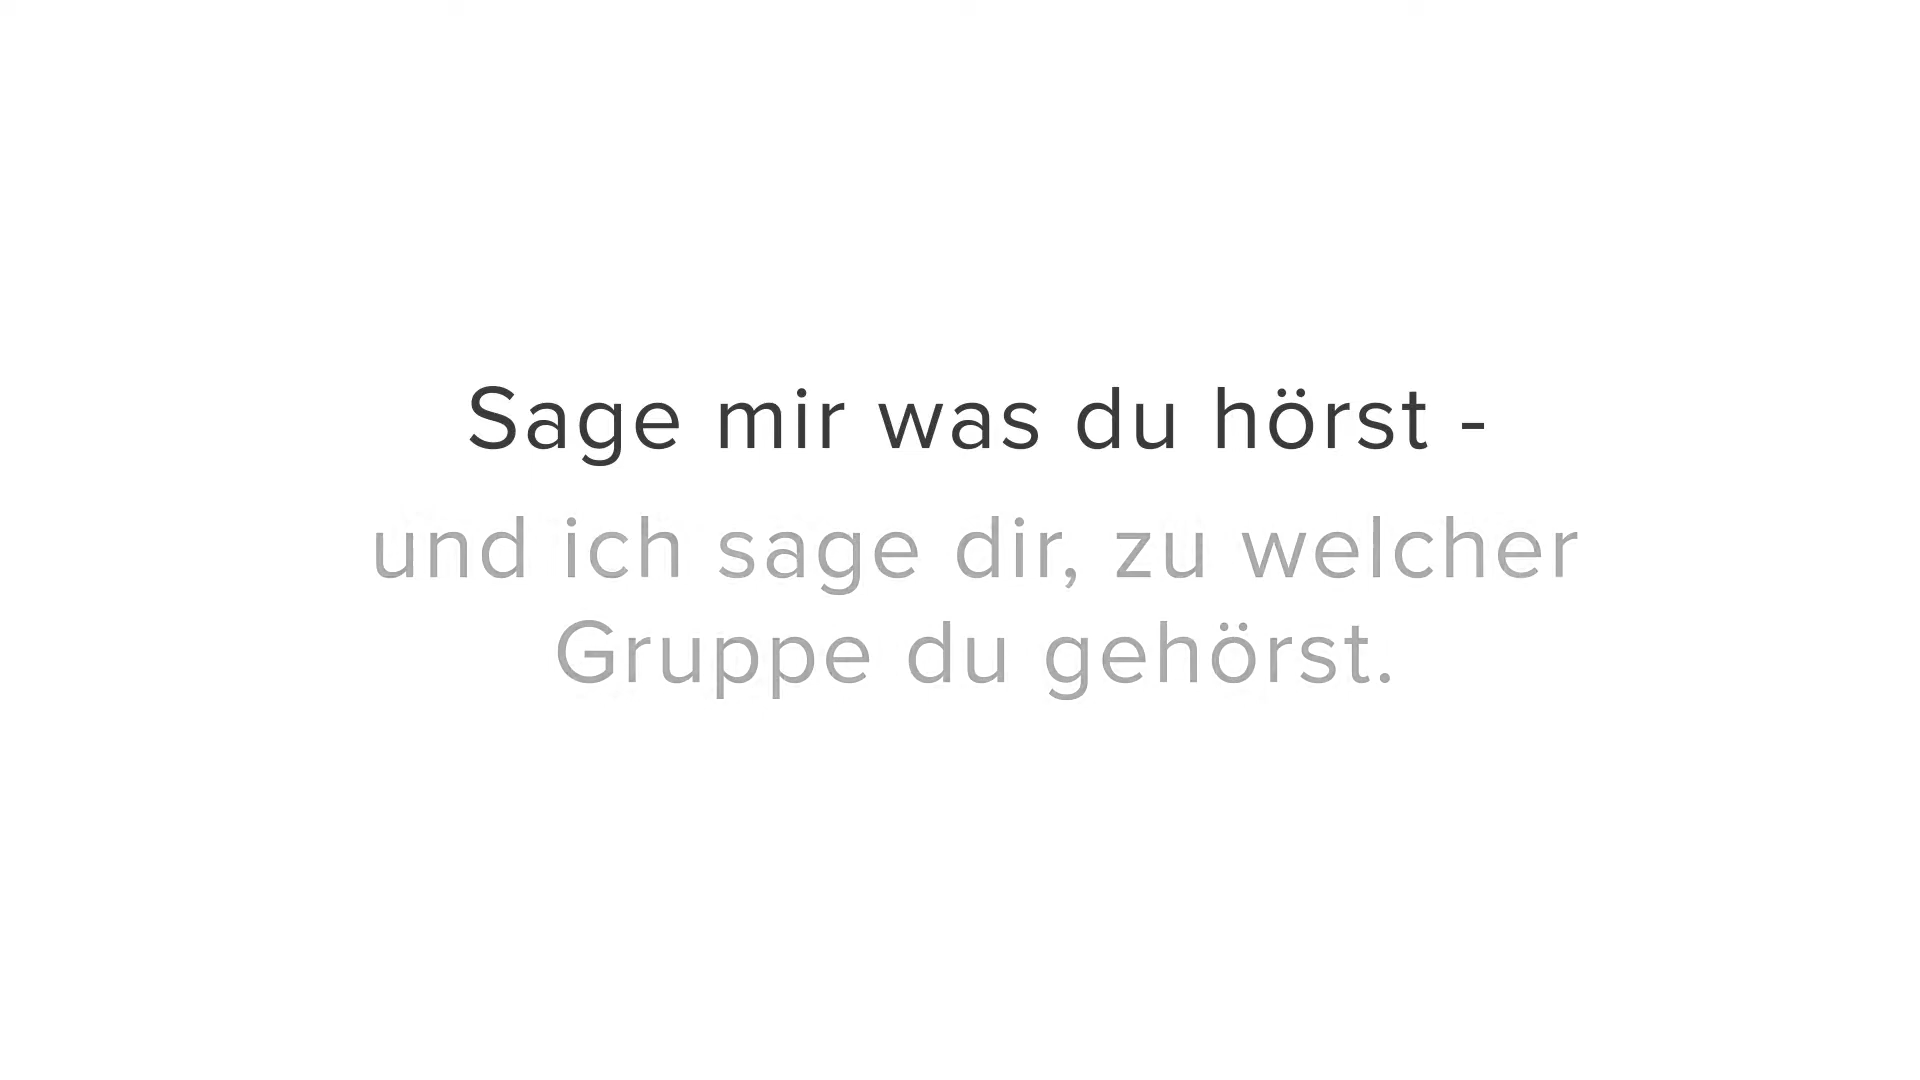 Sage mir was du hörst -
und ich sage dir, zu welcher
Gruppe du gehörst.